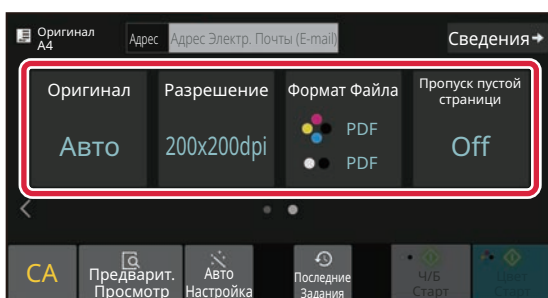 Оригинал
A4
Адрес
Адрес Электр. Почты (E-mail)
Сведения
Оригинал
Авто
Разрешение
200x200dpi
Формат Файла
PDF
PDF
Пропуск пустой
страници
Off
CA
Предварит.
Просмотр
Авто
Настройка
Последние
Задания
Ч/Б
Старт
Цвет
Старт